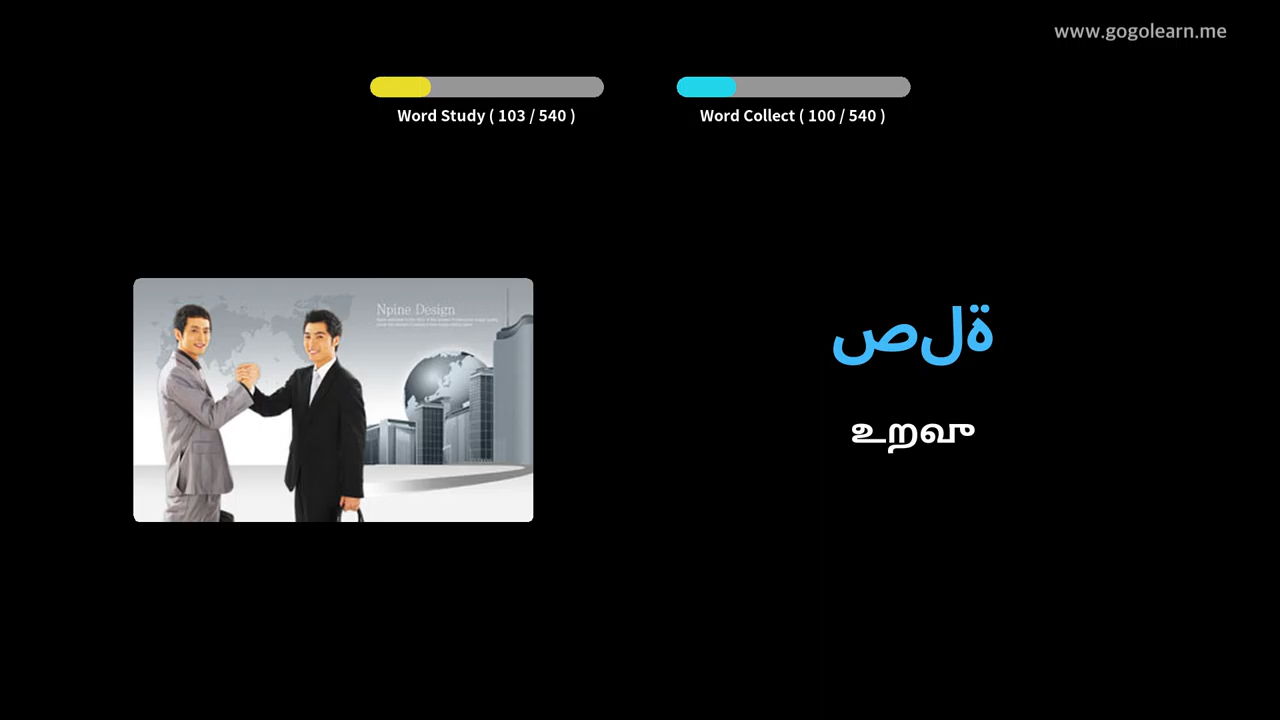 www.gogolearn.me
Word Study ( 103 / 540 )
Word Collect ( 100 / 540 )
Npine Design
صلة
உறவு